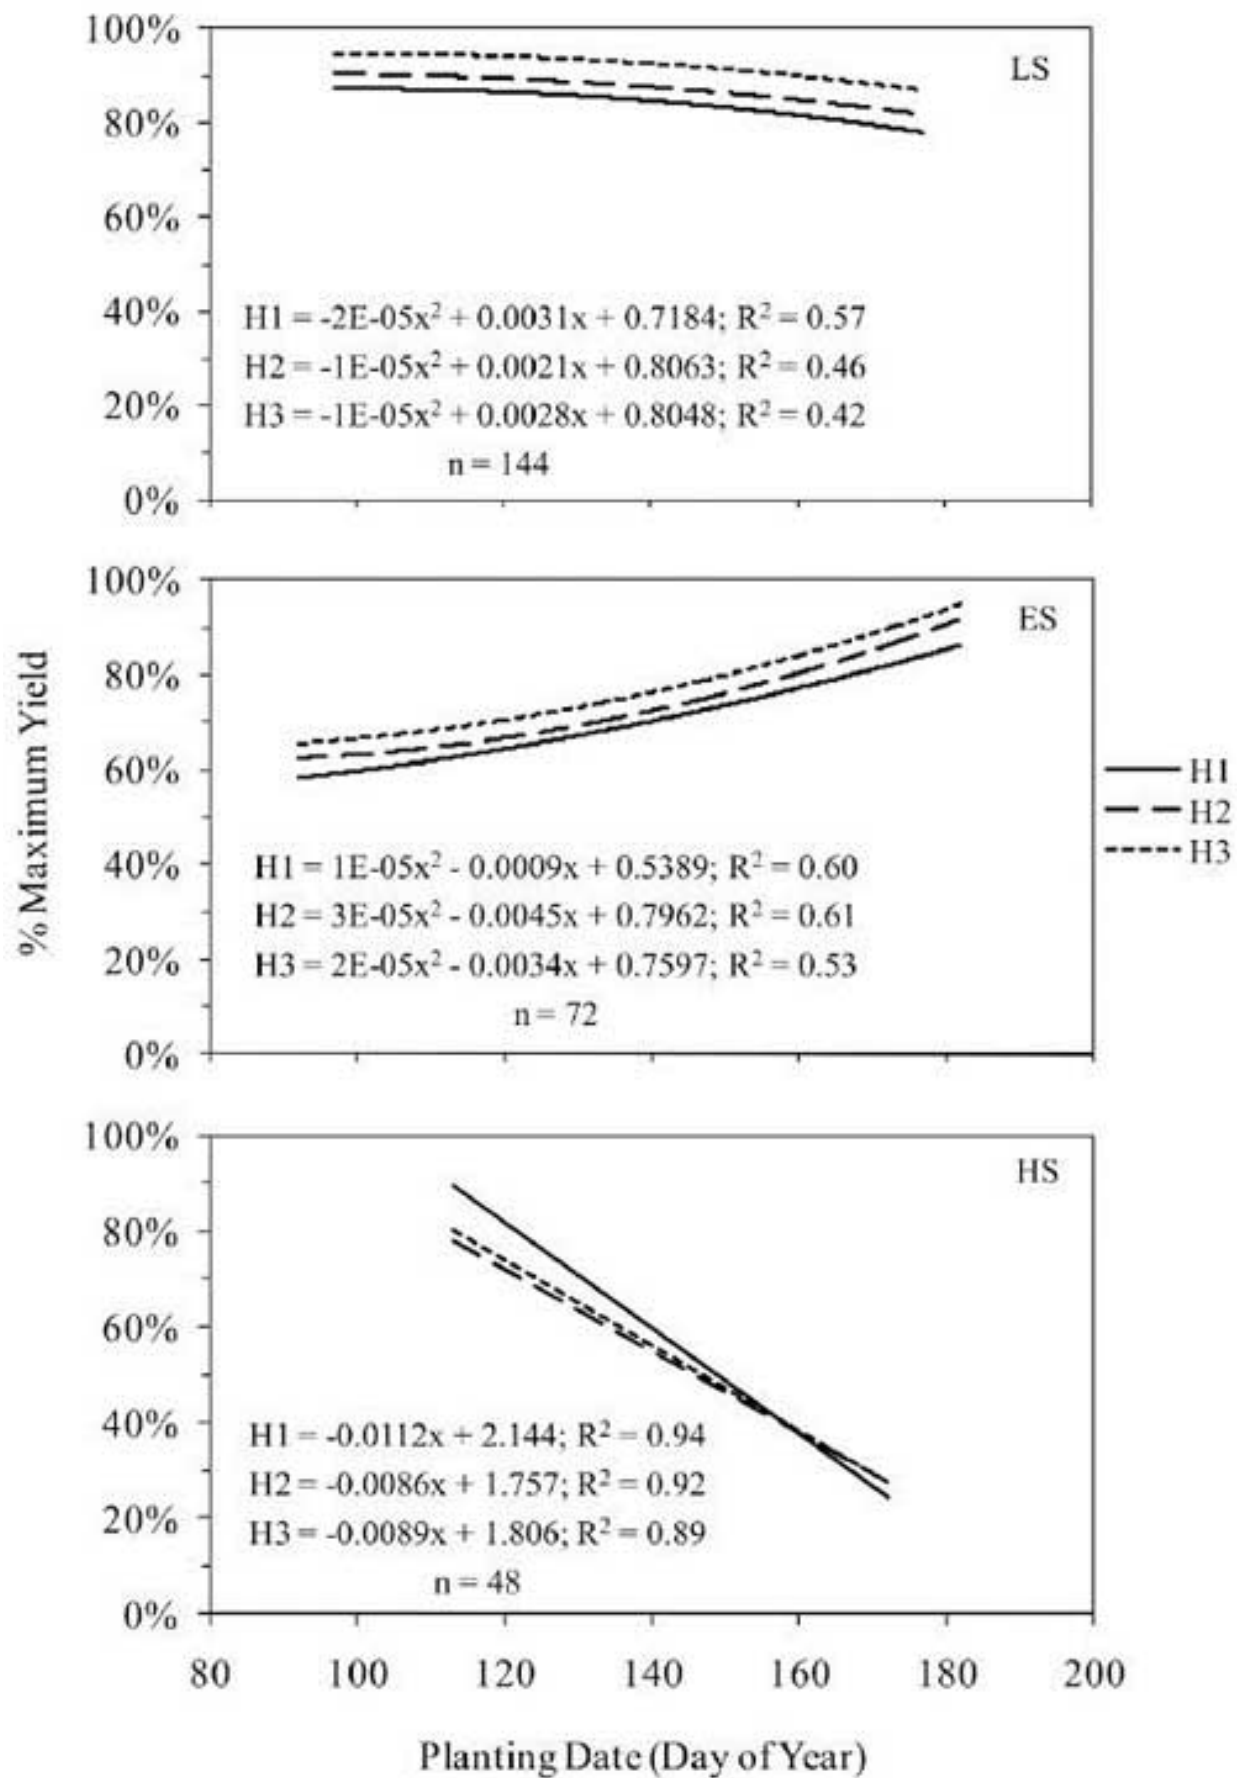 100%
80%
60%
40%
20%
0%
LS
H1 = -2E-05x² + 0.0031x + 0.7184; R² = 0.57
H2 = -1E-05x² + 0.0021x + 0.8063; R² = 0.46
H3 = -1E-05x² + 0.0028x + 0.8048; R² = 0.42
n = 144
% Maximum Yield
100%
80%
60%
40%
20%
0%
ES
H1 = 1E-05x² - 0.0009x + 0.5389; R² = 0.60
H2 = 3E-05x² - 0.0045x + 0.7962; R² = 0.61
H3 = 2E-05x² - 0.0034x + 0.7597; R² = 0.53
n = 72
H1
H2
H3
100%
80%
60%
40%
20%
0%
HS
H1 = -0.0112x + 2.144; R² = 0.94
H2 = -0.0086x + 1.757; R² = 0.92
H3 = -0.0089x + 1.806; R² = 0.89
n = 48
80 100 120 140 160 180 200
Planting Date (Day of Year)